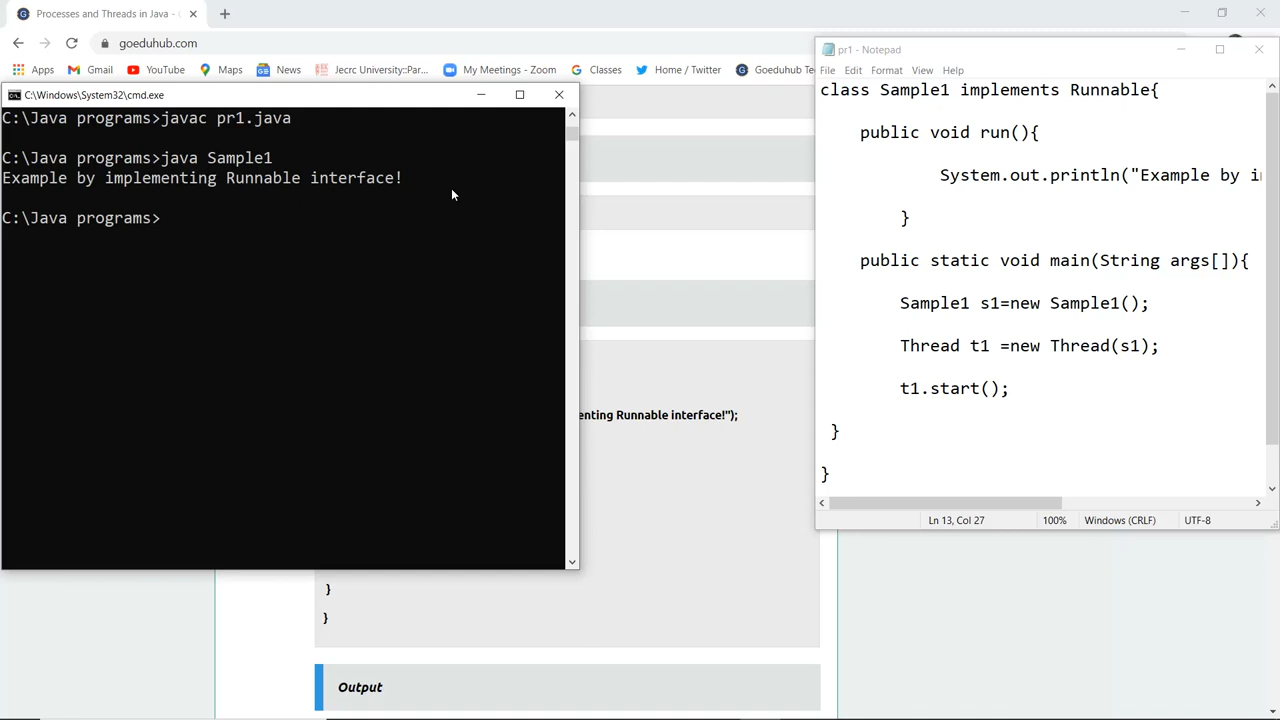 Processes and Threads in Java -
goeduhub.com
Apps
Gmail
YouTube
Maps
News
Jecrc University::Par...
My Meetings - Zoom
Classes
Home / Twitter
Goeduhub Te
C:\Windows\System32\cmd.exe
C:\Java programs>javac pr1.java
C:\Java programs>java Sample1
Example by implementing Runnable interface!
C:\Java programs>
pr1 - Notepad
File Edit Format View Help
class Sample1 implements Runnable{
public void run(){
System.out.println("Example by
}
public static void main(String args[]){
Sample1 s1=new Sample1();
Thread t1 =new Thread(s1);
t1.start();
}
}
Ln 13, Col 27
100%
Windows (CRLF)
UTF-8
enting Runnable interface!");
}
}
Output